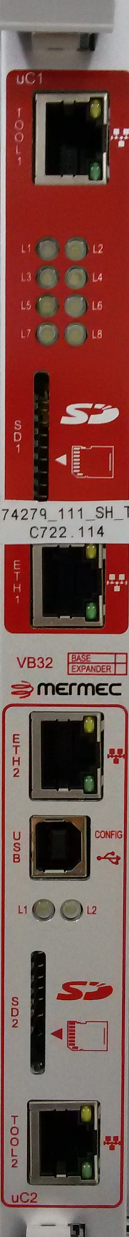 uC1
TOOL1
L1 L2
L3 L4
L5 L6
L7 L8
SD1
SD
74279_111_SH_T
C722.114
ETH1
VB32
BASE
EXPANDER
mermec
ETH2
USB
CONFIG
L1 L2
SD2
SD
TOOL2
uC2